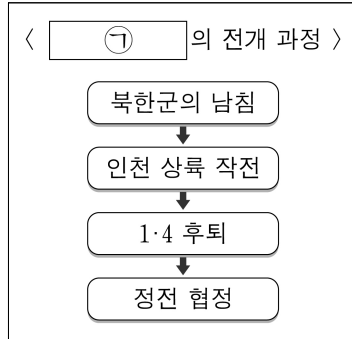 〈 ㉠ 의 전개 과정 〉
북한군의 남침
인천 상륙 작전
1·4 후퇴
정전 협정